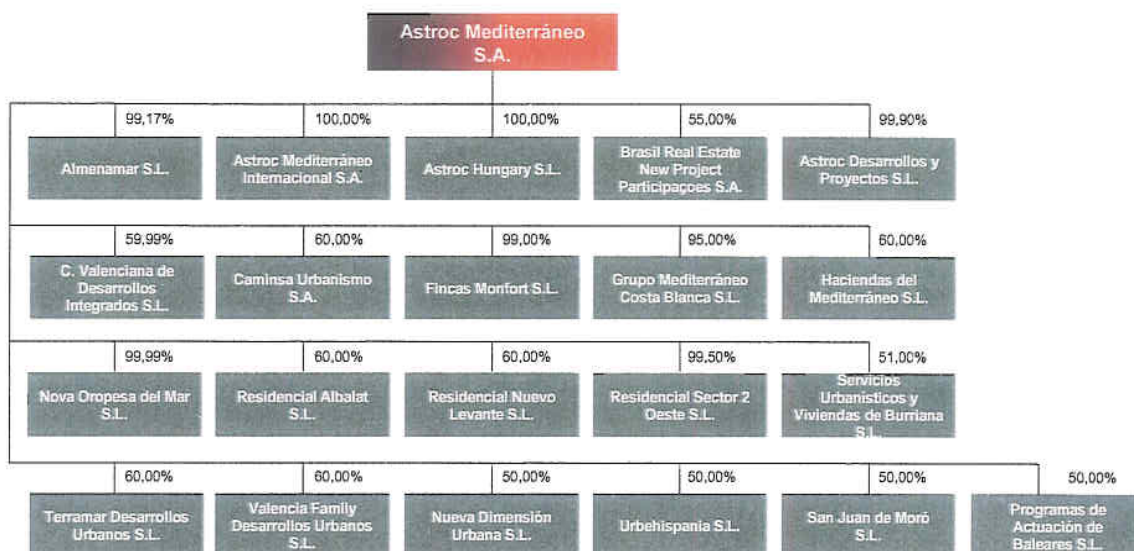 Astroc Mediterráneo
S.A.
99,17%
100,00%
100,00%
55,00%
99,90%
Almenamar S.L.
Astroc Mediterráneo
Internacional S.A.
Astroc Hungary S.L.
Brasil Real Estate
New Project
Participaçoes S.A.
Astroc Desarrollos y
Proyectos S.L.
59,99%
60,00%
99,00%
95,00%
60,00%
C. Valenciana de
Desarrollos
Integrados S.L.
Caminsa Urbanismo
S.A.
Fincas Monfort S.L.
Grupo Mediterráneo
Costa Blanca S.L.
Haciendas del
Mediterráneo S.L.
99,99%
60,00%
60,00%
99,50%
51,00%
Nova Oropesa del Mar
S.L.
Residencial Albalat
S.L.
Residencial Nuevo
Levante S.L.
Residencial Sector 2
Oeste S.L.
Servicios
Urbanísticos y
Viviendas de Burriana
S.L.
60,00%
60,00%
50,00%
50,00%
50,00%
50,00%
Terramar Desarrollos
Urbanos S.L.
Valencia Family
Desarrollos Urbanos
S.L.
Nueva Dimensión
Urbana S.L.
Urbehispania S.L.
San Juan de Moró
S.L.
Programas de
Actuación de
Baleares S.L.